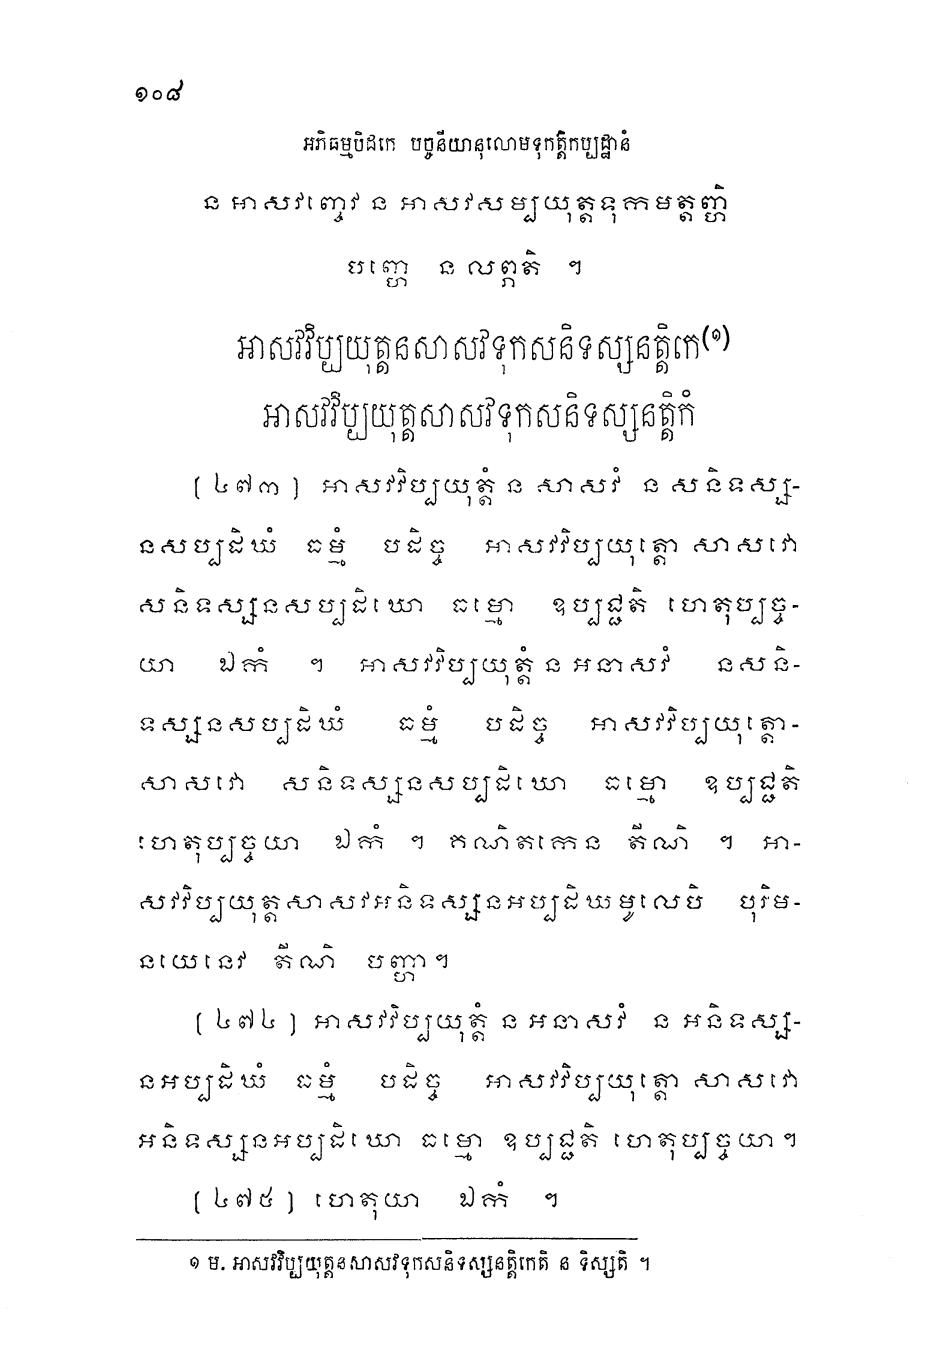 ១០៨
អភិធម្មបិដកេ បច្ចនីយានុលោមទុកត្តិកប្បដ្ឋានំ
ន អាសវញ្ចេវ ន អាសវសម្បយុត្តទុកមត្តញ្ហិ
បញ្ហេ ន លព្ភតិ ។
អាសវវិប្បយុត្តនសាសវទុកសនិទស្សនត្តិកេ(១)
អាសវវិប្បយុត្តសាសវទុកសនិទស្សនត្តិកំ
(៤៧៣) អាសវវិប្បយុត្តំ ន សាសវំ ន សនិទស្ស-
នសប្បដិឃំ ធម្មំ បដិច្ច អាសវវិប្បយុត្តោ សាសវោ
សនិទស្សនសប្បដិឃោ ធម្មោ ឧប្បជ្ជតិ ហេតុប្បច្ច-
យា ឯកំ ។ អាសវវិប្បយុត្តំ ន អនាសវំ នសនិ-
ទស្សនសប្បដិឃំ ធម្មំ បដិច្ច អាសវវិប្បយុត្តោ-
សាសវោ សនិទស្សនសប្បដិឃោ ធម្មោ ឧប្បជ្ជតិ
ហេតុប្បច្ចយា ឯកំ ។ គណិតកេន តីណិ ។ អា-
សវវិប្បយុត្តសាសវអនិទស្សនអប្បដិឃមូលេបិ បុរិម-
នយេនេវ តីណិ បញ្ហា ។
(៤៧៤) អាសវវិប្បយុត្តំ ន អនាសវំ ន អនិទស្ស-
នអប្បដិឃំ ធម្មំ បដិច្ច អាសវវិប្បយុត្តោ សាសវោ
អនិទស្សនអប្បដិឃោ ធម្មោ ឧប្បជ្ជតិ ហេតុប្បច្ចយា ។
(៤៧៥) ហេតុយា ឯកំ ។
១ ម. អាសវវិប្បយុត្តនសាសវទុកសនិទស្សនត្តិកេតិ ន ទិស្សតិ ។